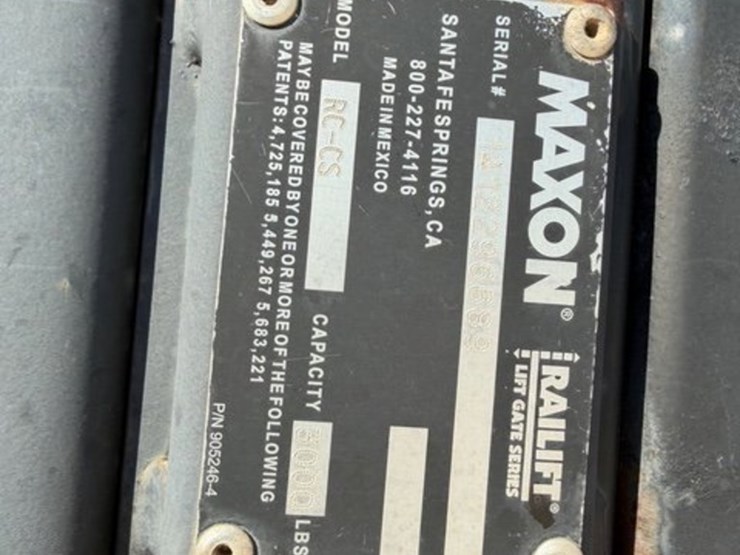 MAXON® RAILIFT®
LIFT GATE SERIES
SERIAL #
SANTA FE SPRINGS, CA
800-227-4116
MADE IN MEXICO
MODEL RC-CS CAPACITY 5000 LBS
MAY BE COVERED BY ONE OR MORE OF THE FOLLOWING
PATENTS: 4,725,185 5,449,267 5,683,221
P/N 905246-4